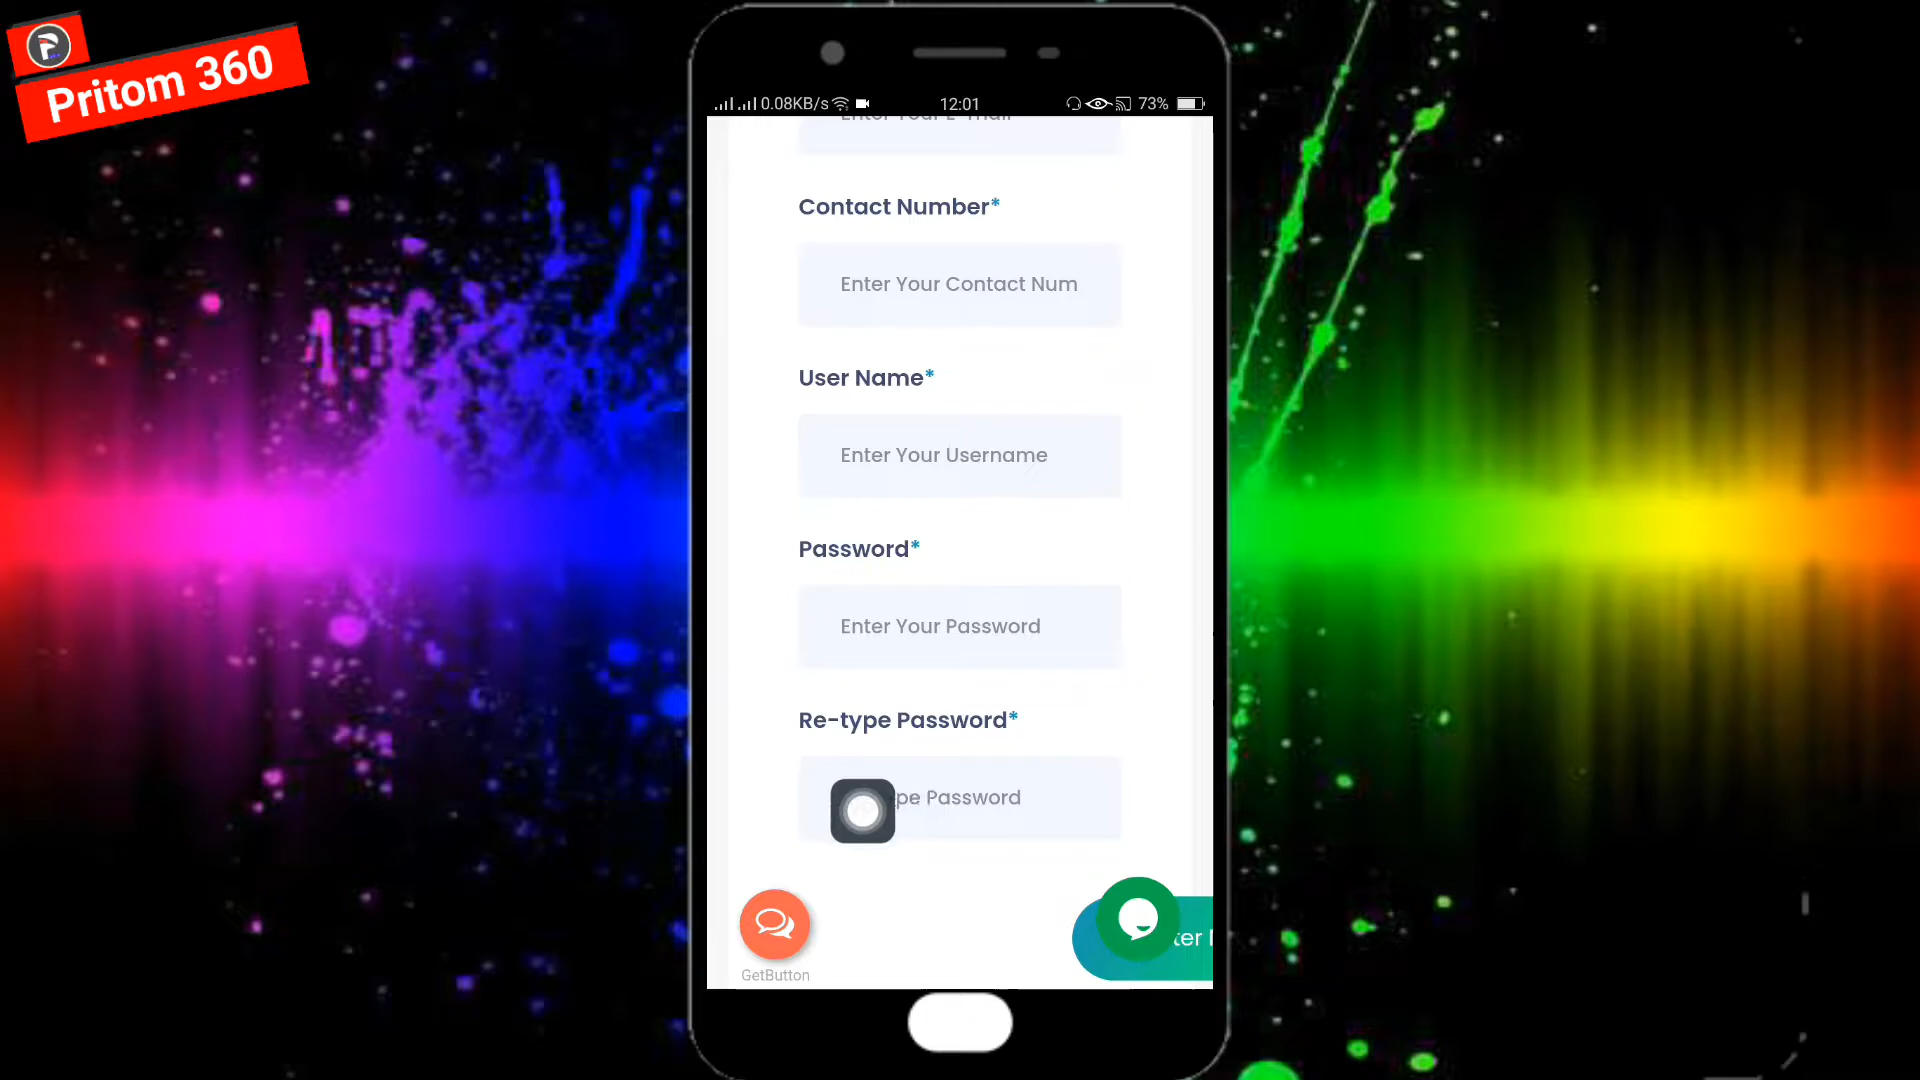 Pritom 360
0.08KB/s 12:01 73%
Enter Your E-mail
Contact Number*
Enter Your Contact Num
User Name*
Enter Your Username
Password*
Enter Your Password
Re-type Password*
pe Password
ter
GetButton